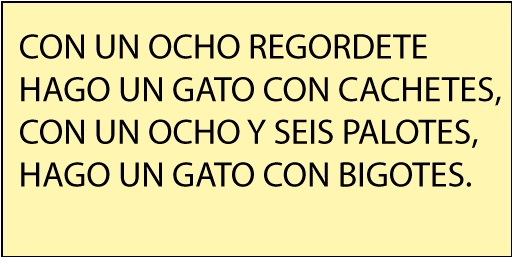 CON UN OCHO REGORDETE
HAGO UN GATO CON CACHETES,
CON UN OCHO Y SEIS PALOTES,
HAGO UN GATO CON BIGOTES.